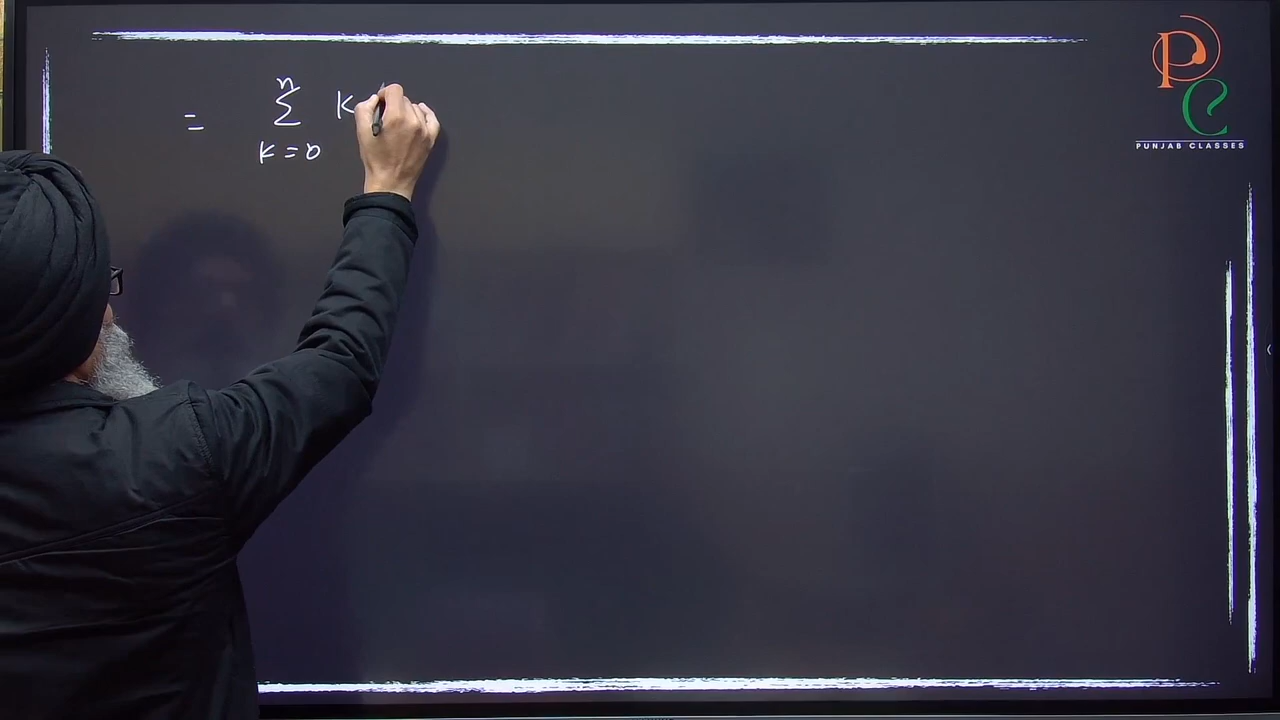 n
= Σ K
K = 0
PC
PUNJAB CLASSES